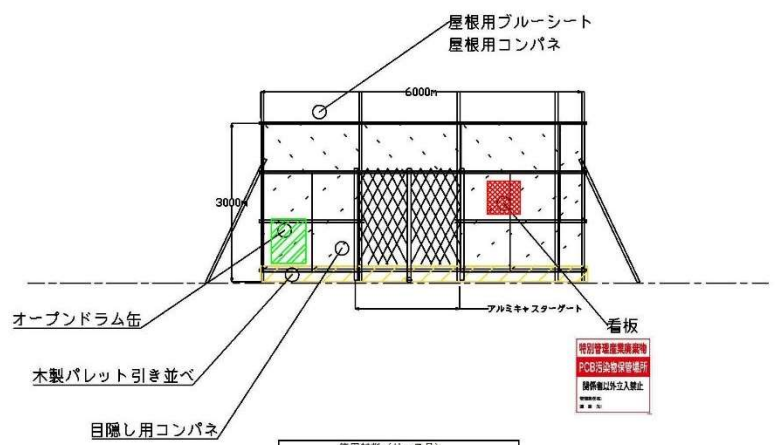 屋根用ブルーシート
屋根用コンパネ
6000m
3000m
オープンドラム缶
アルミキャスターゲート
看板
木製パレット引き並べ
特別管理産業廃棄物
PCB汚染物保管場所
関係者以外立入禁止
目隠し用コンパネ